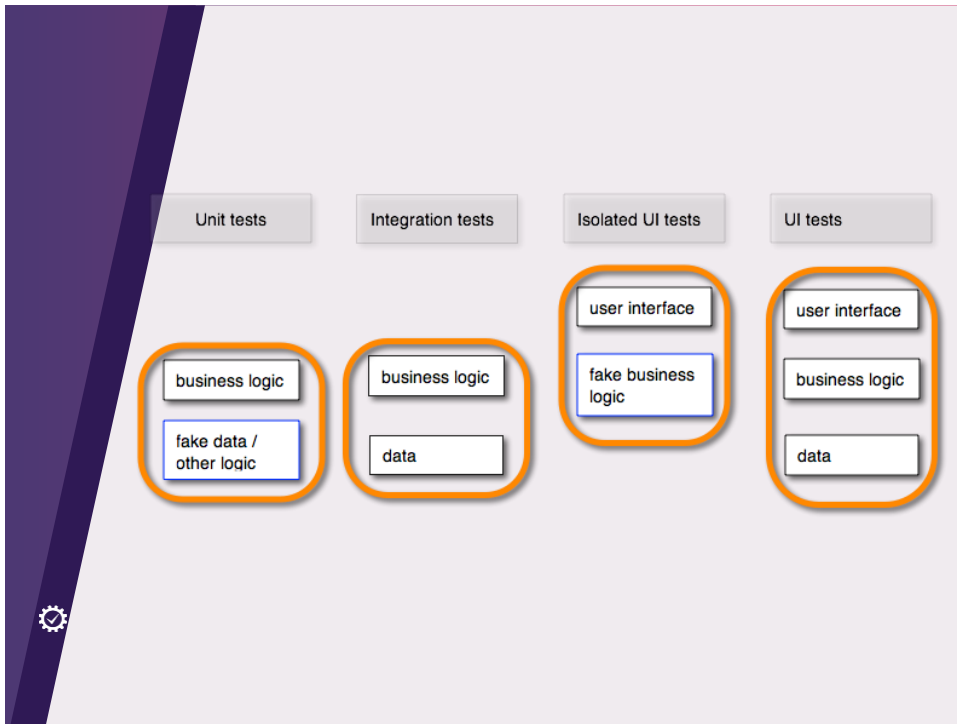 Unit tests
Integration tests
Isolated UI tests
UI tests
business logic
fake data /
other logic
business logic
data
user interface
fake business
logic
user interface
business logic
data